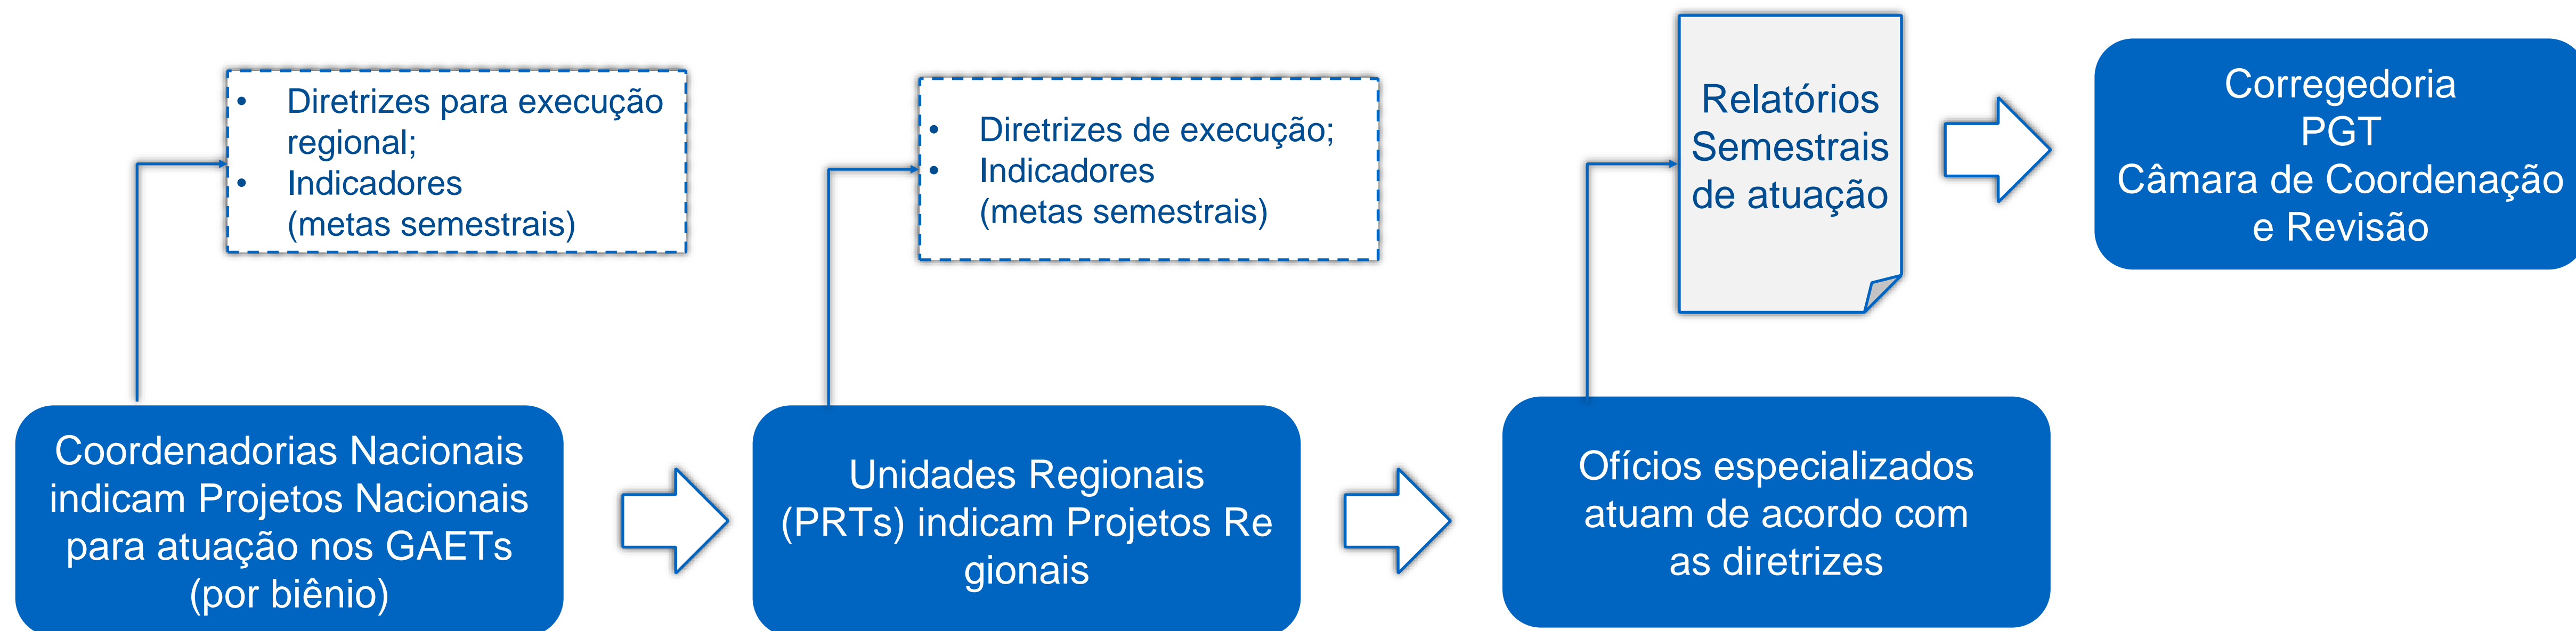 • Diretrizes para execução
regional;
• Indicadores
(metas semestrais)
• Diretrizes de execução;
• Indicadores
(metas semestrais)
Relatórios
Semestrais
de atuação
Corregedoria
PGT
Câmara de Coordenação
e Revisão
Coordenadorias Nacionais
indicam Projetos Nacionais
para atuação nos GAETs
(por biênio)
Unidades Regionais
(PRTs) indicam Projetos Re
gionais
Ofícios especializados
atuam de acordo com
as diretrizes